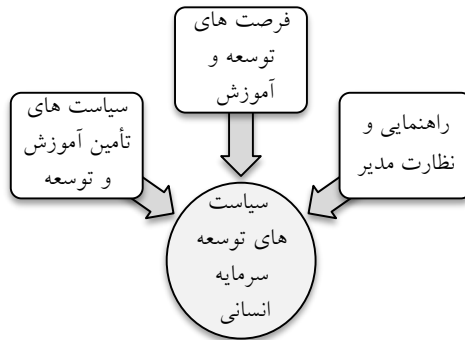 فرصت های
توسعه و
آموزش
راهنمایی و
نظارت مدیر
سیاست های
تأمین آموزش
و توسعه
سیاست
های توسعه
سرمایه
انسانی